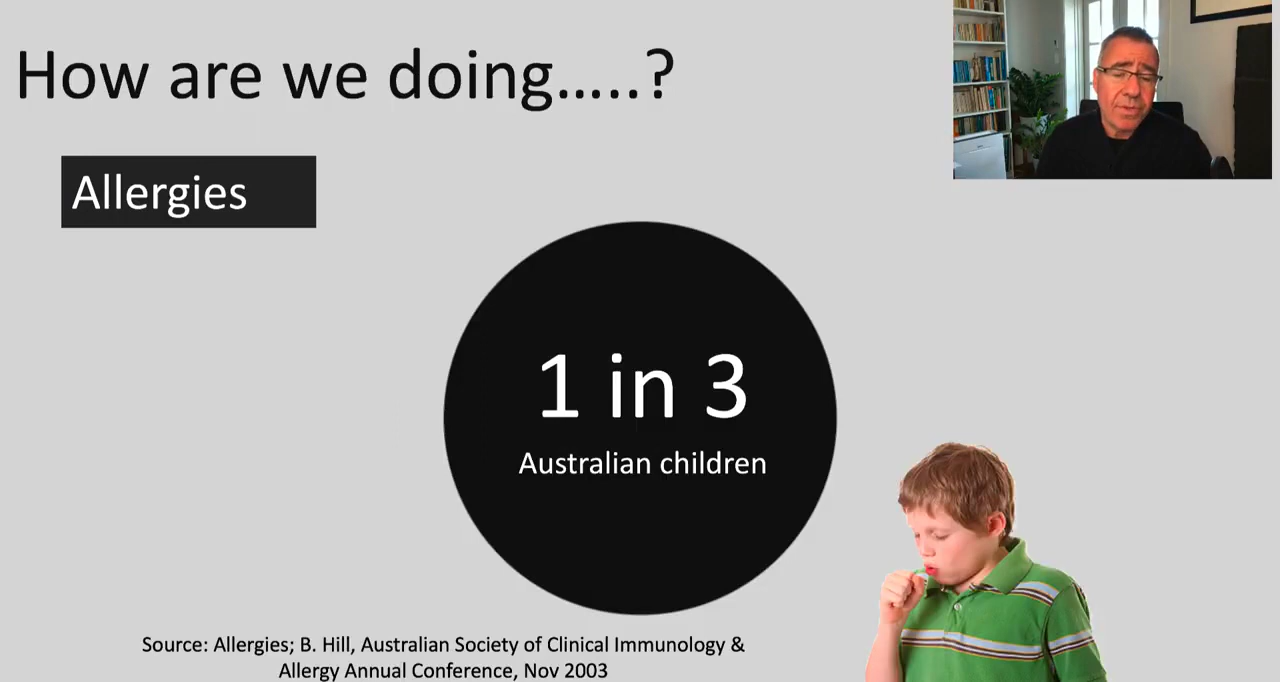 How are we doing…..?
Allergies
1 in 3
Australian children
Source: Allergies; B. Hill, Australian Society of Clinical Immunology &
Allergy Annual Conference, Nov 2003